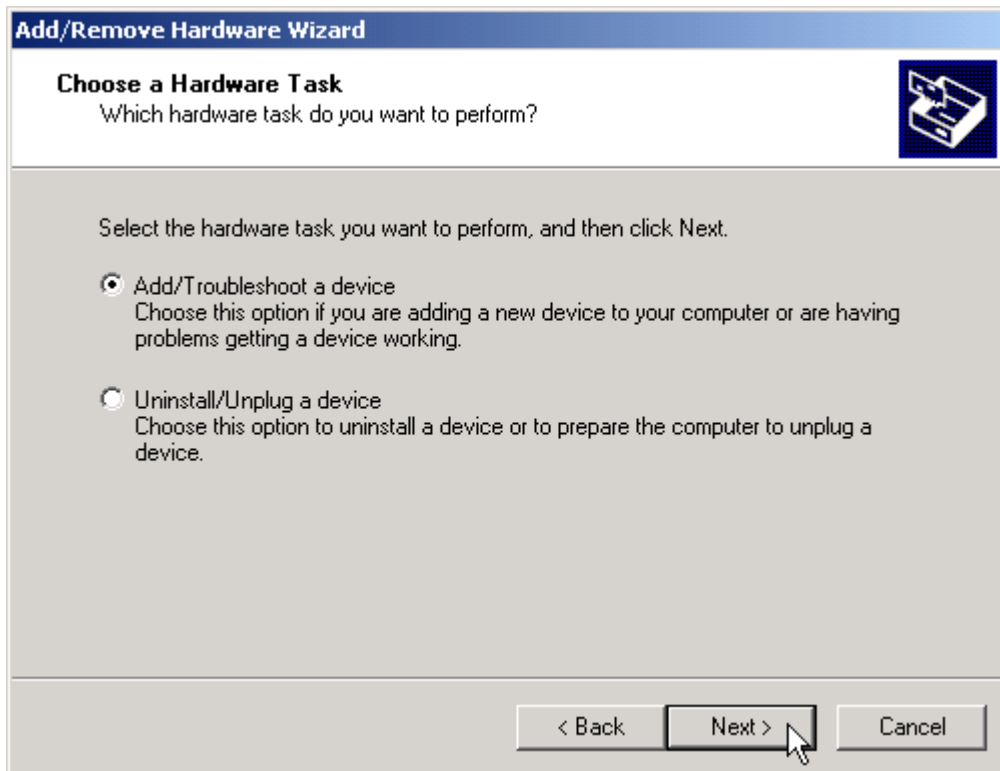 Add/Remove Hardware Wizard
Choose a Hardware Task
Which hardware task do you want to perform?
Select the hardware task you want to perform, and then click Next.
Add/Troubleshoot a device
Choose this option if you are adding a new device to your computer or are having
problems getting a device working.
Uninstall/Unplug a device
Choose this option to uninstall a device or to prepare the computer to unplug a
device.
< Back
Next >
Cancel